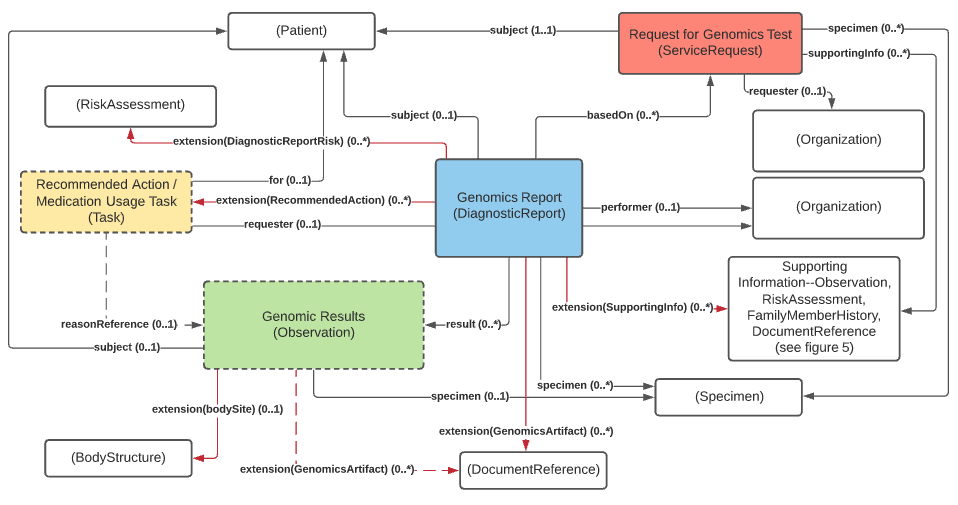 (Patient)
subject (1..1)
Request for Genomics Test
(ServiceRequest)
specimen (0..*)
supportingInfo (0..*)
requester (0..1)
(RiskAssessment)
subject (0..1)
basedOn (0..*)
extension(DiagnosticReportRisk) (0..*)
(Organization)
Recommended Action /
Medication Usage Task
(Task)
for (0..1)
extension(RecommendedAction) (0..*)
requester (0..1)
Genomics Report
(DiagnosticReport)
performer (0..1)
(Organization)
Supporting
Information--Observation,
RiskAssessment,
FamilyMemberHistory,
DocumentReference
(see figure 5)
extension(SupportingInfo) (0..*)
Genomic Results
(Observation)
reasonReference (0..1)
result (0..*)
subject (0..1)
specimen (0..*)
specimen (0..1)
(Specimen)
extension(bodySite) (0..1)
extension(GenomicsArtifact) (0..*)
(BodyStructure)
extension(GenomicsArtifact) (0..*)
(DocumentReference)